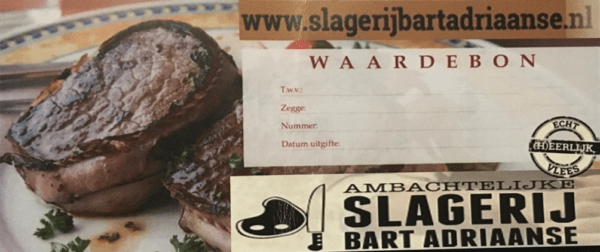 www.slagerijbartadriaanse.nl
WAARDEBON
T.w.v.:
Zegge:
Nummer:
Datum uitgifte:
ECHT
(H)EERLIJK
VLEES
AMBACHTELIJKE
SLAGERIJ
BART ADRIAANSE